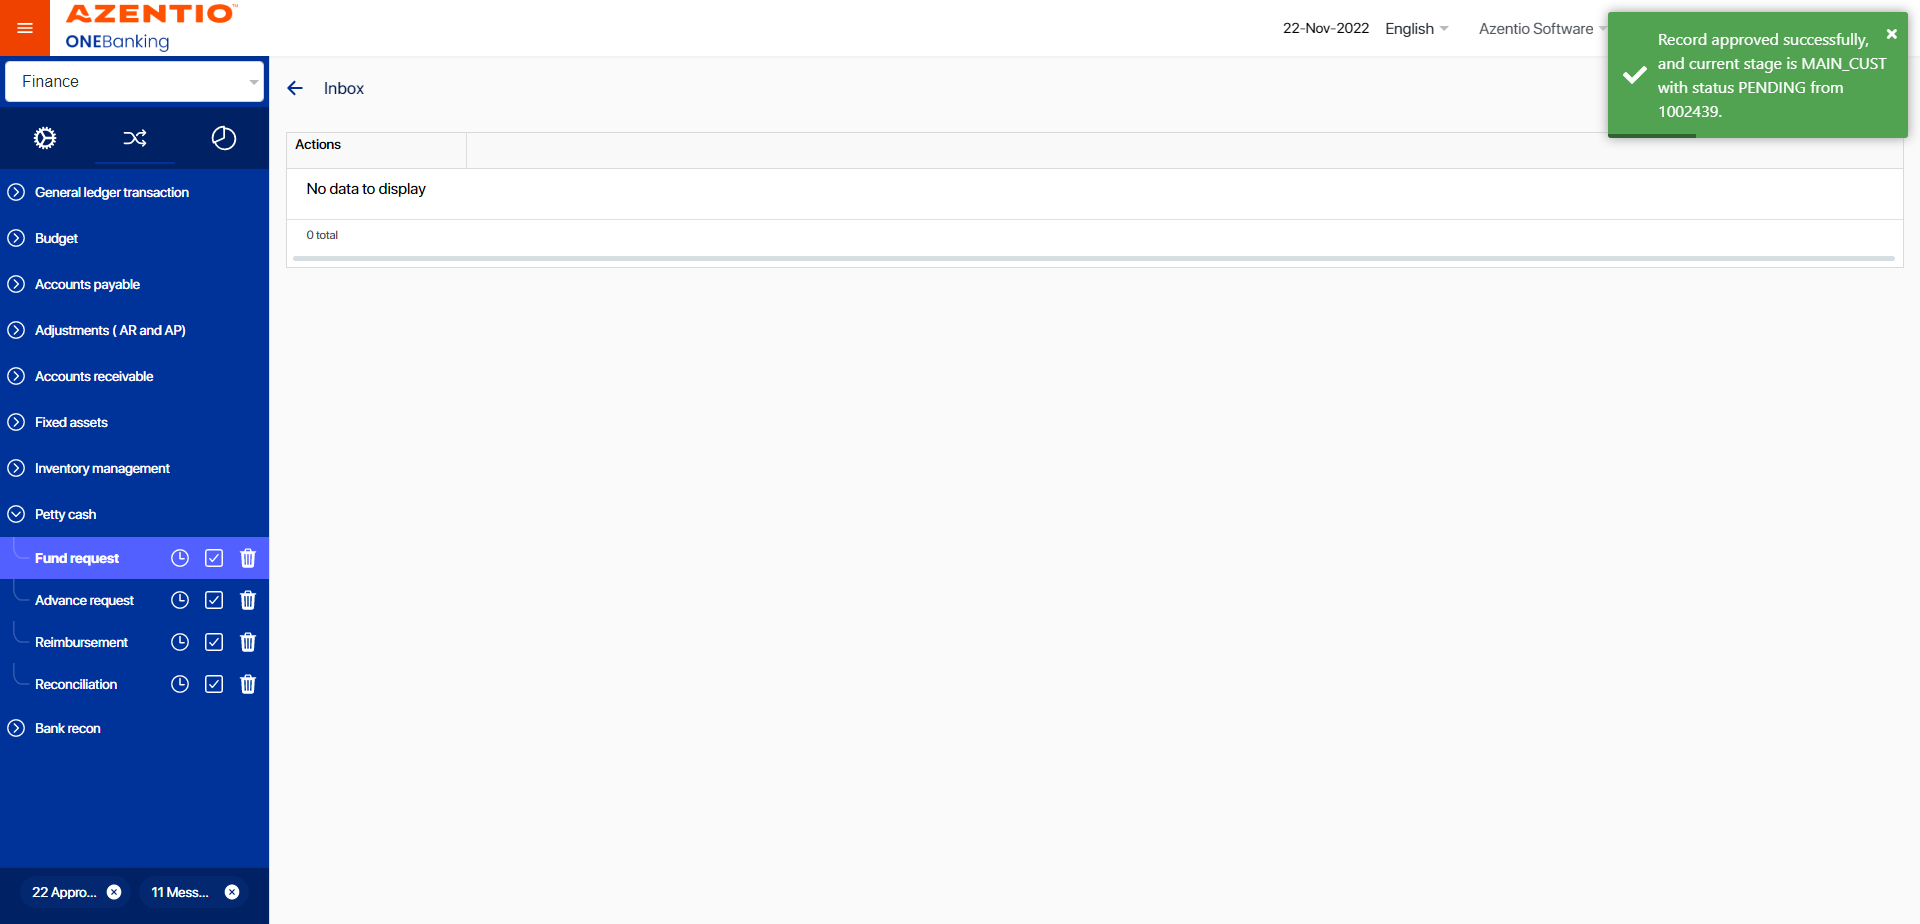 AZENTIO™
ONEBanking
22-Nov-2022
English
Azentio Software
Record approved successfully,
and current stage is MAIN_CUST
with status PENDING from
1002439.
Finance
Inbox
Actions
No data to display
0 total
General ledger transaction
Budget
Accounts payable
Adjustments ( AR and AP)
Accounts receivable
Fixed assets
Inventory management
Petty cash
Fund request
Advance request
Reimbursement
Reconciliation
Bank recon
22 Appro...
11 Mess...